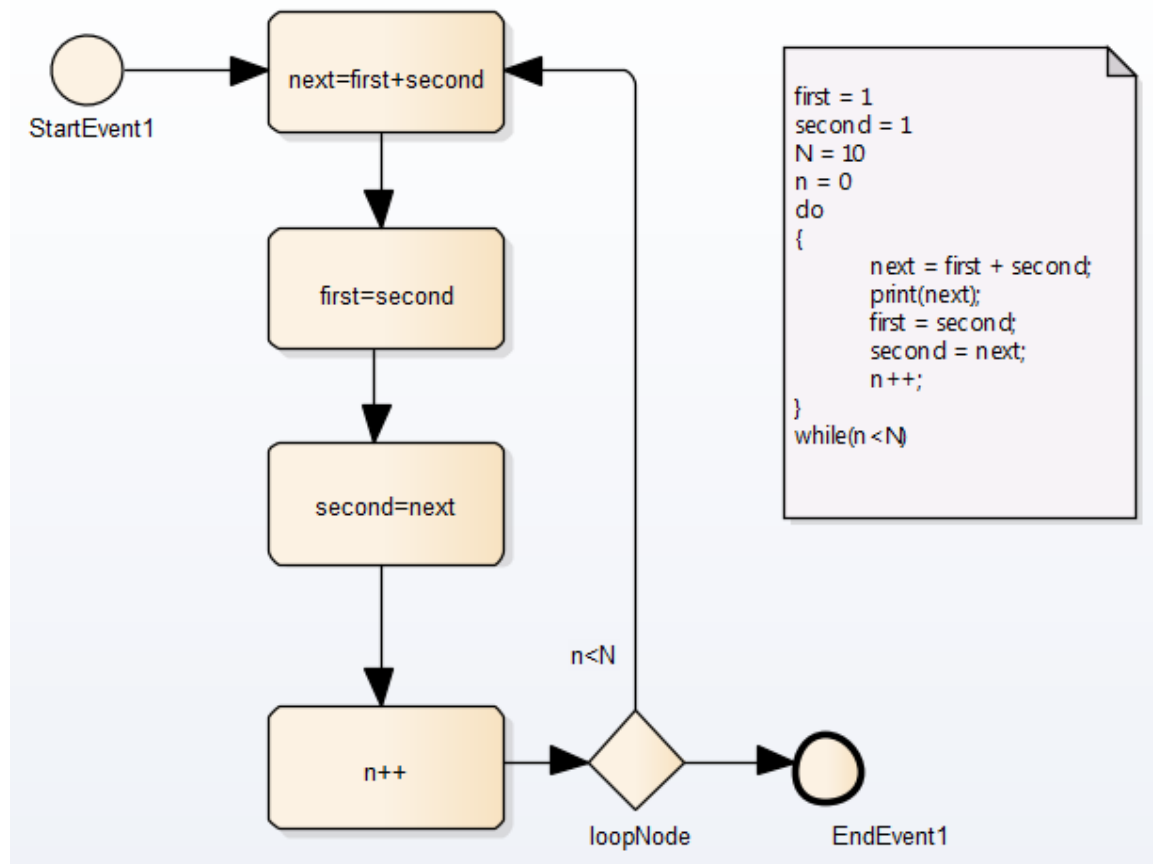 next=first+second
StartEvent1
first=second
second=next
n<N
n++
loopNode
EndEvent1
first = 1
second = 1
N = 10
n = 0
do
{
next = first + second;
print(next);
first = second;
second = next;
n++;
}
while(n<N)